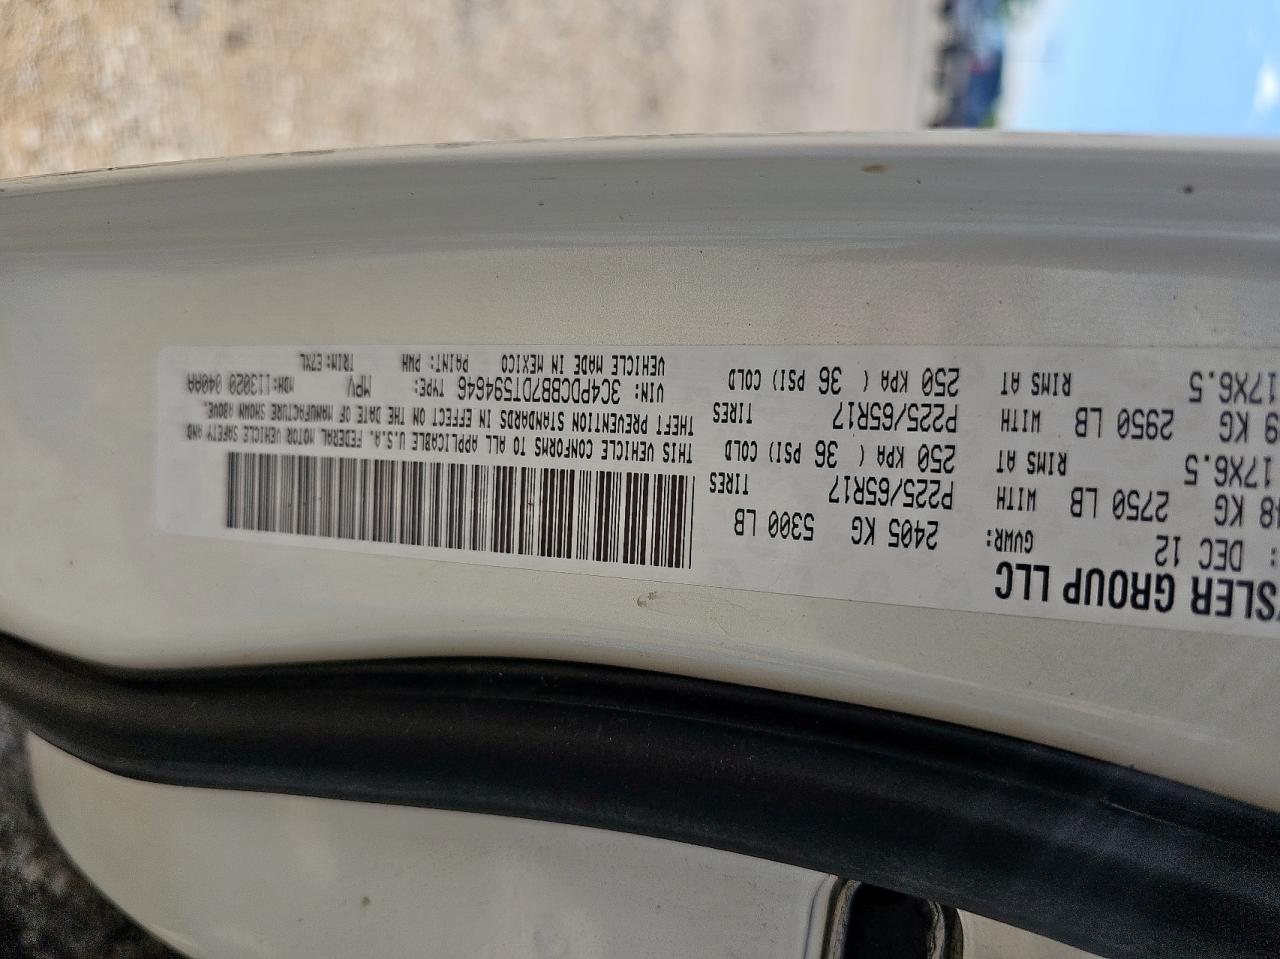 YSLER GROUP LLC
: DEC 12 GVWR: 2405 KG 5300 LB
8 KG 2750 LB WITH P225/65R17 TIRES
17X6.5 RIMS AT 250 KPA ( 36 PSI) COLD
9 KG 2950 LB WITH P225/65R17 TIRES
17X6.5 RIMS AT 250 KPA ( 36 PSI) COLD
THIS VEHICLE CONFORMS TO ALL APPLICABLE U.S.A. FEDERAL MOTOR VEHICLE SAFETY AND
THEFT PREVENTION STANDARDS IN EFFECT ON THE DATE OF MANUFACTURE SHOWN ABOVE.
VIN: 3C4PDCBB7DT594646 TYPE: MPV MDH:113020 040AA
VEHICLE MADE IN MEXICO PAINT: PWH TRIM: E7XL